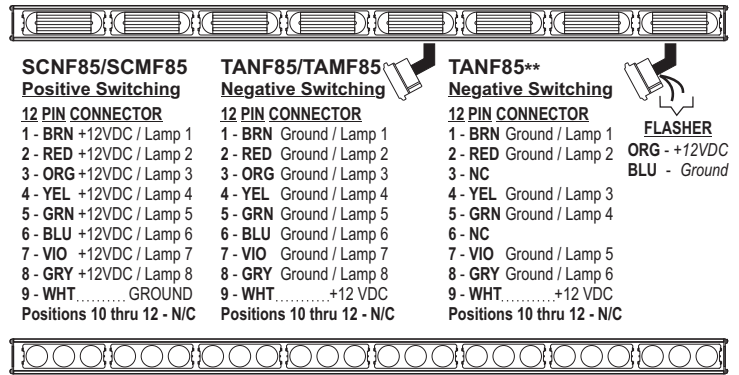 SCNF85/SCMF85
Positive Switching
12 PIN CONNECTOR
1 - BRN +12VDC / Lamp 1
2 - RED +12VDC / Lamp 2
3 - ORG +12VDC / Lamp 3
4 - YEL +12VDC / Lamp 4
5 - GRN +12VDC / Lamp 5
6 - BLU +12VDC / Lamp 6
7 - VIO +12VDC / Lamp 7
8 - GRY +12VDC / Lamp 8
9 - WHT.......... GROUND
Positions 10 thru 12 - N/C
TANF85/TAMF85
Negative Switching
12 PIN CONNECTOR
1 - BRN Ground / Lamp 1
2 - RED Ground / Lamp 2
3 - ORG Ground / Lamp 3
4 - YEL Ground / Lamp 4
5 - GRN Ground / Lamp 5
6 - BLU Ground / Lamp 6
7 - VIO Ground / Lamp 7
8 - GRY Ground / Lamp 8
9 - WHT...........+12 VDC
Positions 10 thru 12 - N/C
TANF85**
Negative Switching
12 PIN CONNECTOR
1 - BRN Ground / Lamp 1
2 - RED Ground / Lamp 2
3 - NC
4 - YEL Ground / Lamp 3
5 - GRN Ground / Lamp 4
6 - NC
7 - VIO Ground / Lamp 5
8 - GRY Ground / Lamp 6
9 - WHT...........+12 VDC
Positions 10 thru 12 - N/C
FLASHER
ORG - +12VDC
BLU - Ground